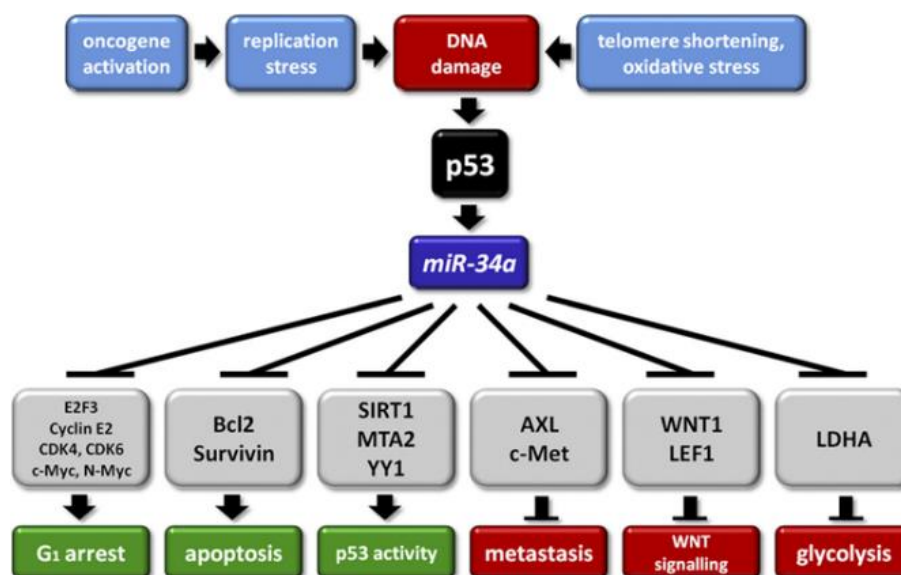 oncogene
activation
replication
stress
DNA
damage
telomere shortening,
oxidative stress
p53
miR-34a
E2F3
Cyclin E2
CDK4, CDK6
c-Myc, N-Myc
Bcl2
Survivin
SIRT1
MTA2
YY1
AXL
c-Met
WNT1
LEF1
LDHA
G1 arrest
apoptosis
p53 activity
metastasis
WNT
signalling
glycolysis